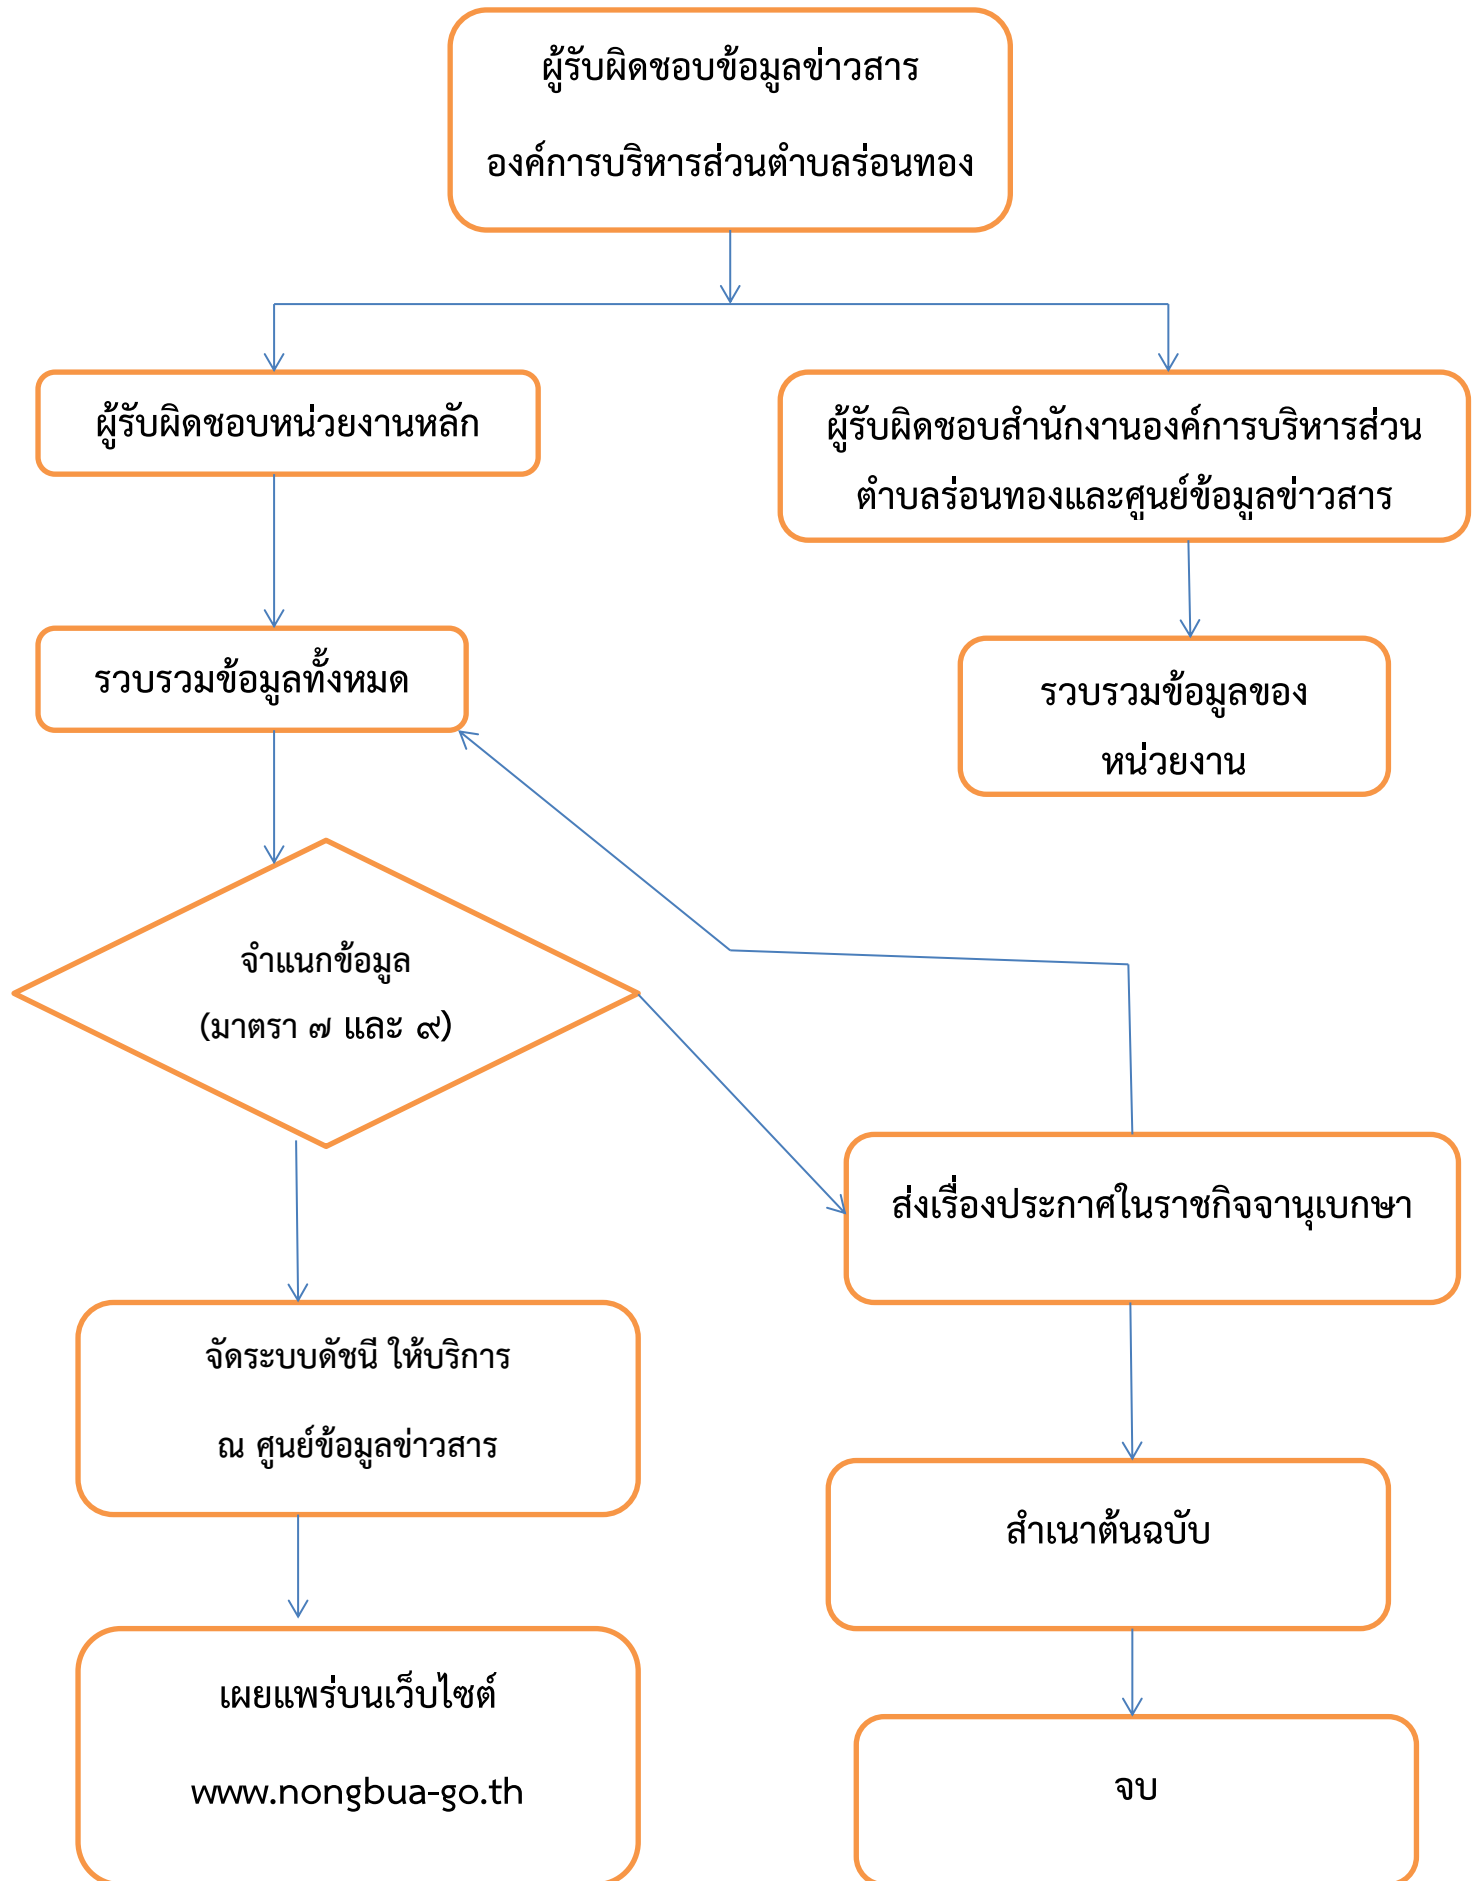 ผู้รับผิดชอบข้อมูลข่าวสาร
องค์การบริหารส่วนตำบลร่อนทอง
ผู้รับผิดชอบหน่วยงานหลัก
ผู้รับผิดชอบสำนักงานองค์การบริหารส่วน
ตำบลร่อนทองและศูนย์ข้อมูลข่าวสาร
รวบรวมข้อมูลทั้งหมด
รวบรวมข้อมูลของ
หน่วยงาน
จำแนกข้อมูล
(มาตรา ๗ และ ๙)
ส่งเรื่องประกาศในราชกิจจานุเบกษา
จัดระบบดัชนี ให้บริการ
ณ ศูนย์ข้อมูลข่าวสาร
สำเนาต้นฉบับ
เผยแพร่บนเว็บไซต์
www.nongbua-go.th
จบ